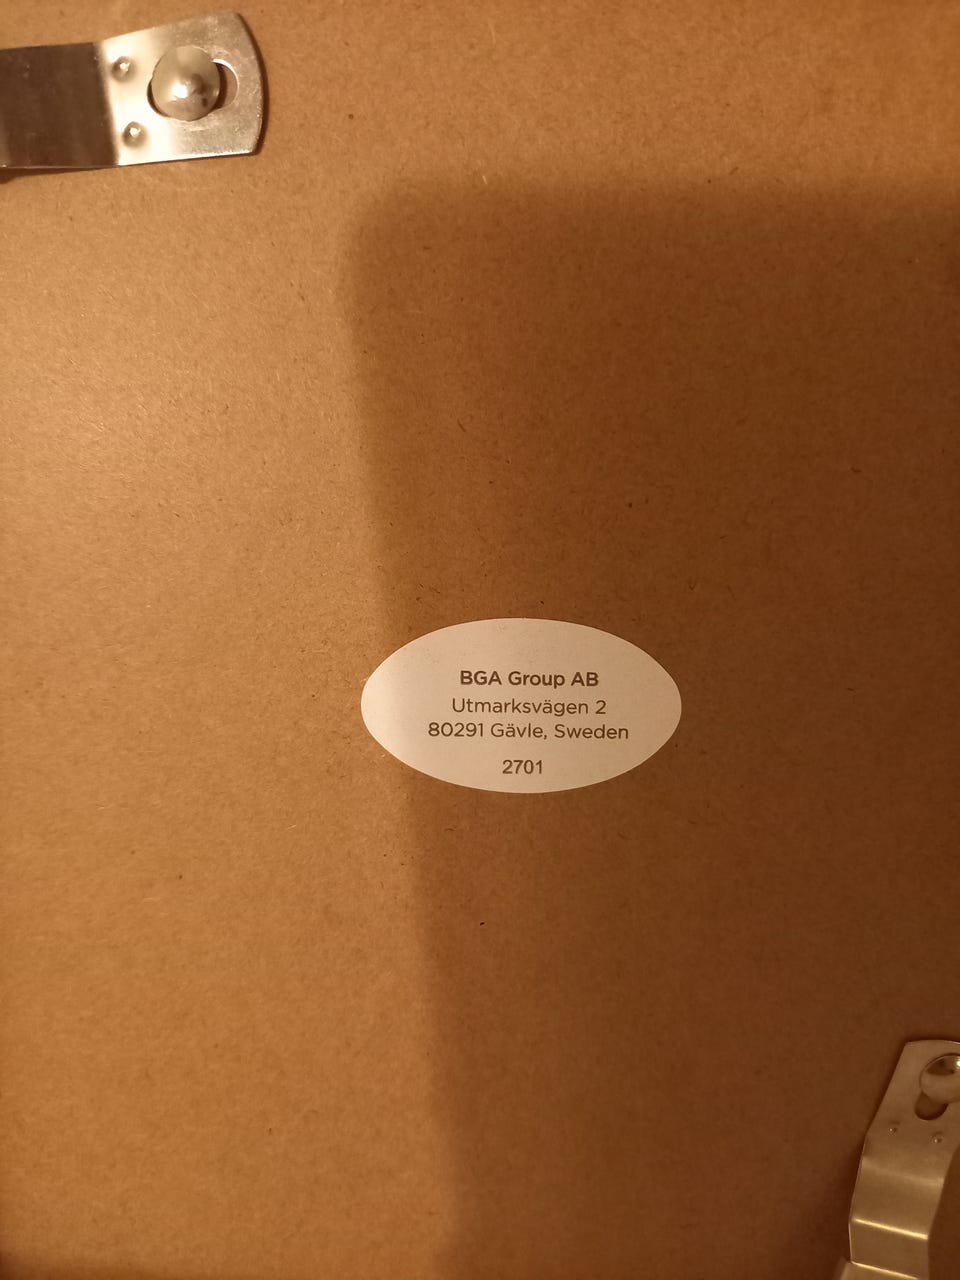 BGA Group AB
Utmarksvägen 2
80291 Gävle, Sweden
2701